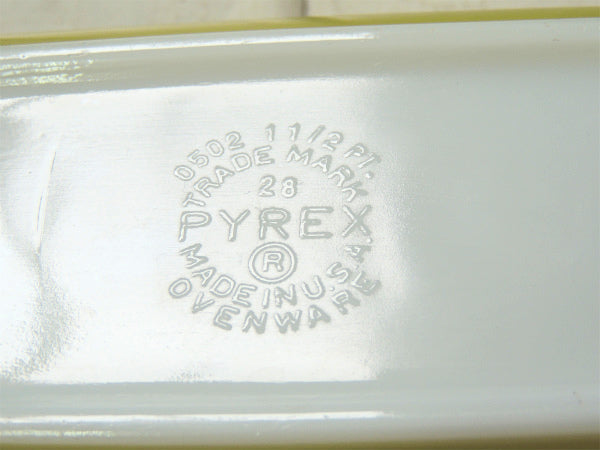 0502 1 1/2 PT.
TRADE MARK
28
PYREX
®
MADE IN U.S.A.
OVENWARE